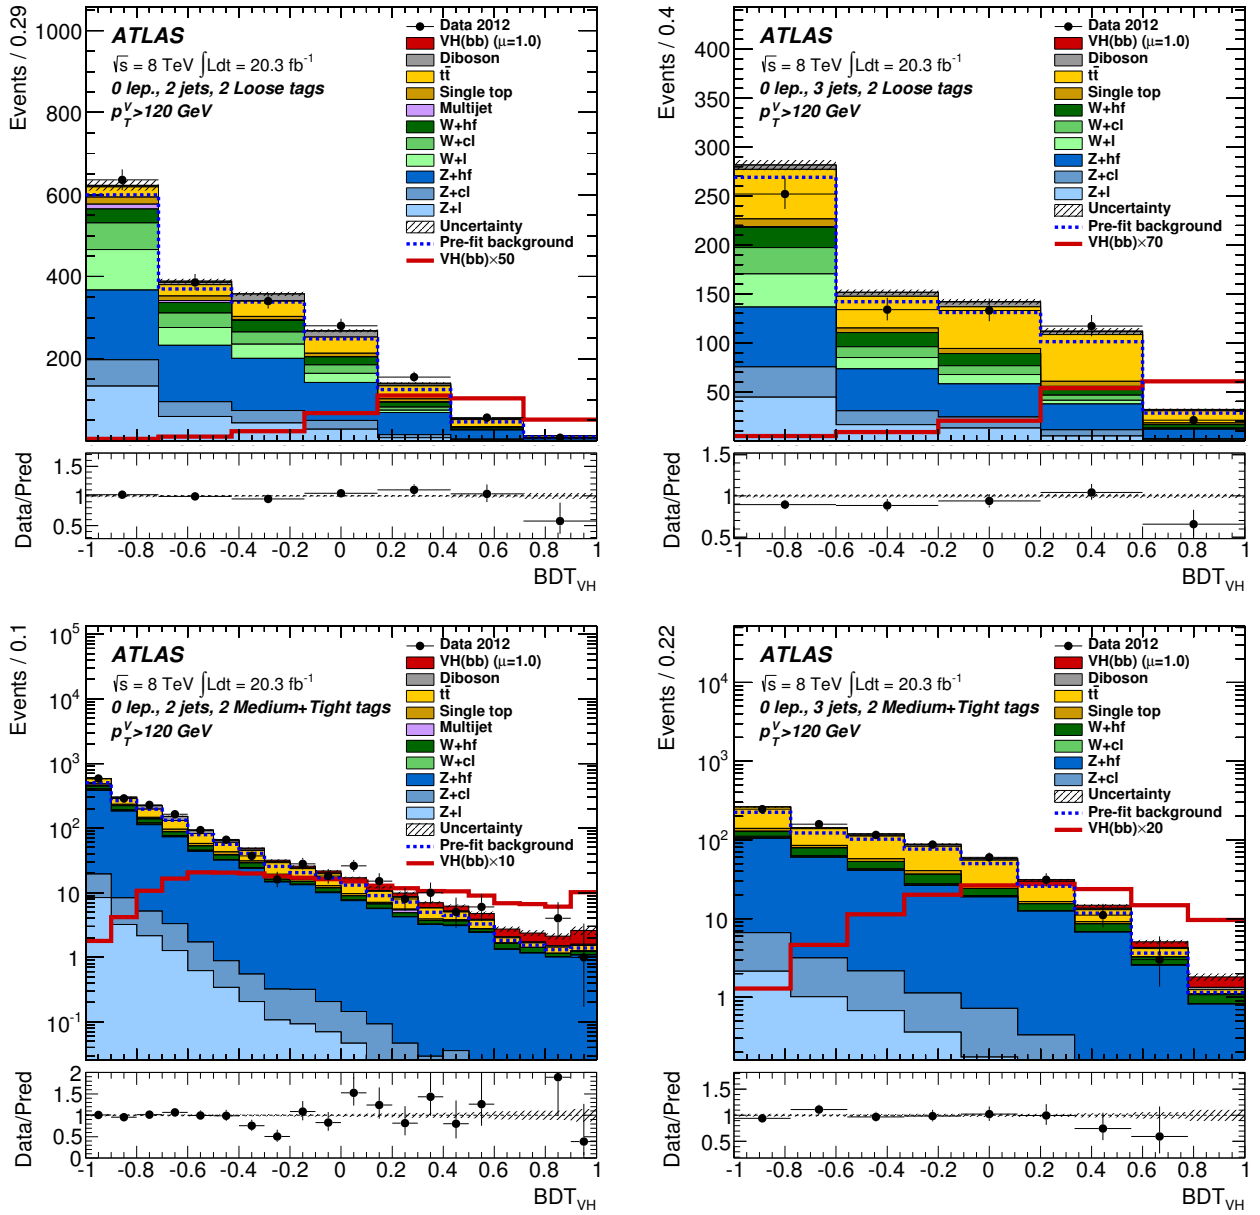 Events / 0.29
1000
800
600
400
200
ATLAS
√s = 8 TeV ∫Ldt = 20.3 fb⁻¹
0 lep., 2 jets, 2 Loose tags
p_T^V>120 GeV
Data 2012
VH(bb) (μ=1.0)
Diboson
tt̄
Single top
Multijet
W+hf
W+cl
W+l
Z+hf
Z+cl
Z+l
Uncertainty
Pre-fit background
VH(bb)×50
Data/Pred
1.5
1
0.5
-1 -0.8 -0.6 -0.4 -0.2 0 0.2 0.4 0.6 0.8 1
BDT_VH
Events / 0.4
400
350
300
250
200
150
100
50
ATLAS
√s = 8 TeV ∫Ldt = 20.3 fb⁻¹
0 lep., 3 jets, 2 Loose tags
p_T^V>120 GeV
Data 2012
VH(bb) (μ=1.0)
Diboson
tt̄
Single top
W+hf
W+cl
W+l
Z+hf
Z+cl
Z+l
Uncertainty
Pre-fit background
VH(bb)×70
Data/Pred
1.5
1
0.5
-1 -0.8 -0.6 -0.4 -0.2 0 0.2 0.4 0.6 0.8 1
BDT_VH
Events / 0.1
10⁵
10⁴
10³
10²
10
1
10⁻¹
ATLAS
√s = 8 TeV ∫Ldt = 20.3 fb⁻¹
0 lep., 2 jets, 2 Medium+Tight tags
p_T^V>120 GeV
Data 2012
VH(bb) (μ=1.0)
Diboson
tt̄
Single top
Multijet
W+hf
W+cl
Z+hf
Z+cl
Z+l
Uncertainty
Pre-fit background
VH(bb)×10
Data/Pred
2
1.5
1
0.5
0
-1 -0.8 -0.6 -0.4 -0.2 0 0.2 0.4 0.6 0.8 1
BDT_VH
Events / 0.22
10⁴
10³
10²
10
1
ATLAS
√s = 8 TeV ∫Ldt = 20.3 fb⁻¹
0 lep., 3 jets, 2 Medium+Tight tags
p_T^V>120 GeV
Data 2012
VH(bb) (μ=1.0)
Diboson
tt̄
Single top
W+hf
W+cl
Z+hf
Z+cl
Uncertainty
Pre-fit background
VH(bb)×20
Data/Pred
1.5
1
0.5
-1 -0.8 -0.6 -0.4 -0.2 0 0.2 0.4 0.6 0.8 1
BDT_VH